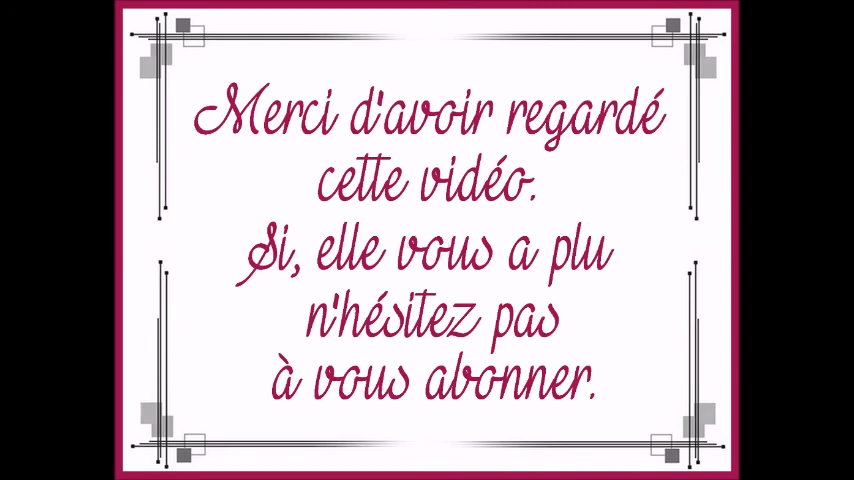 Merci d'avoir regardé
cette vidéo.
Si, elle vous a plu
n'hésitez pas
à vous abonner.